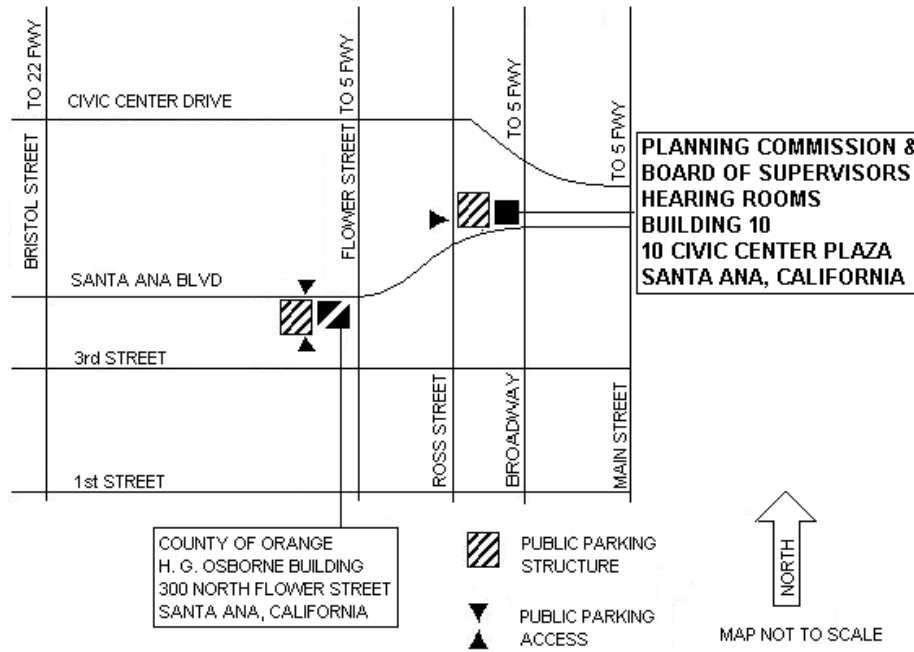 TO 22 FWY
TO 5 FWY
TO 5 FWY
TO 5 FWY
CIVIC CENTER DRIVE
BRISTOL STREET
FLOWER STREET
PLANNING COMMISSION &
BOARD OF SUPERVISORS
HEARING ROOMS
BUILDING 10
10 CIVIC CENTER PLAZA
SANTA ANA, CALIFORNIA
SANTA ANA BLVD
3rd STREET
ROSS STREET
BROADWAY
MAIN STREET
1st STREET
COUNTY OF ORANGE
H. G. OSBORNE BUILDING
300 NORTH FLOWER STREET
SANTA ANA, CALIFORNIA
PUBLIC PARKING
STRUCTURE
PUBLIC PARKING
ACCESS
NORTH
MAP NOT TO SCALE